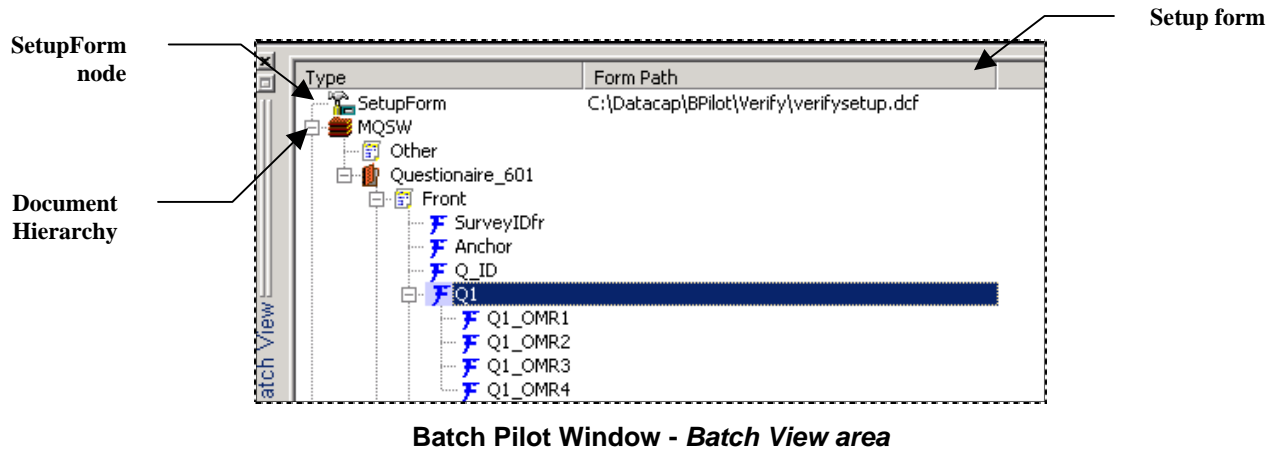 Setup form
SetupForm
node
Type Form Path
SetupForm C:\Datacap\BPilot\Verify\verifysetup.dcf
MQSW
Other
Questionaire_601
Document
Hierarchy
Front
SurveyIDfr
Anchor
Q_ID
Q1
Q1_OMR1
Q1_OMR2
Q1_OMR3
Q1_OMR4
atch View
Batch Pilot Window - Batch View area